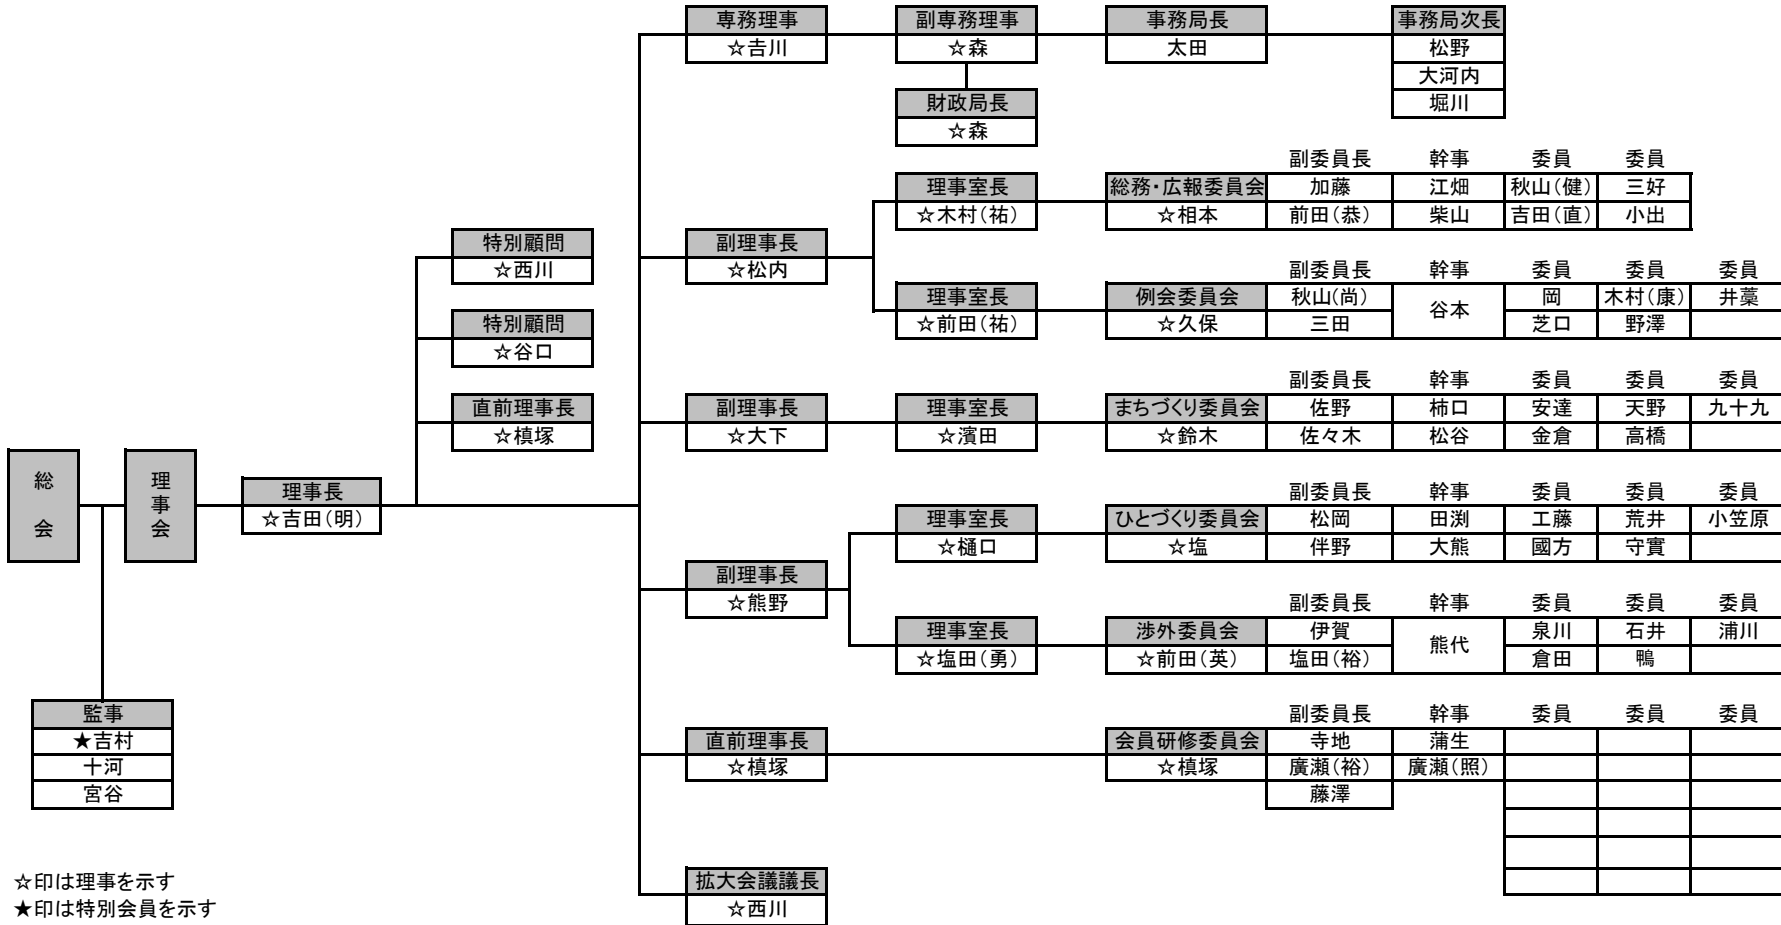 専務理事 副専務理事 事務局長 事務局次長
☆吉川 ☆森 太田 松野
大河内
財政局長 堀川
☆森
副委員長 幹事 委員 委員
理事室長 総務・広報委員会 加藤 江畑 秋山(健) 三好
☆木村(祐) ☆相本 前田(恭) 柴山 吉田(直) 小出
特別顧問 副理事長
☆西川 ☆松内
副委員長 幹事 委員 委員 委員
理事室長 例会委員会 秋山(尚) 谷本 岡 木村(康) 井藁
☆前田(祐) ☆久保 三田 芝口 野澤
特別顧問
☆谷口
副委員長 幹事 委員 委員 委員
直前理事長 副理事長 理事室長 まちづくり委員会 佐野 柿口 安達 天野 九十九
☆槙塚 ☆大下 ☆濱田 ☆鈴木 佐々木 松谷 金倉 高橋
総会 理事会
理事長
☆吉田(明)
副委員長 幹事 委員 委員 委員
理事室長 ひとづくり委員会 松岡 田渕 工藤 荒井 小笠原
☆樋口 ☆塩 伴野 大熊 國方 守實
副理事長
☆熊野
副委員長 幹事 委員 委員 委員
理事室長 渉外委員会 伊賀 熊代 泉川 石井 浦川
☆塩田(勇) ☆前田(英) 塩田(裕) 倉田 鴨
監事
★吉村
十河
宮谷
副委員長 幹事 委員 委員 委員
直前理事長 会員研修委員会 寺地 蒲生
☆槙塚 ☆槙塚 廣瀬(裕) 廣瀬(照)
藤澤
拡大会議議長
☆西川
☆印は理事を示す
★印は特別会員を示す